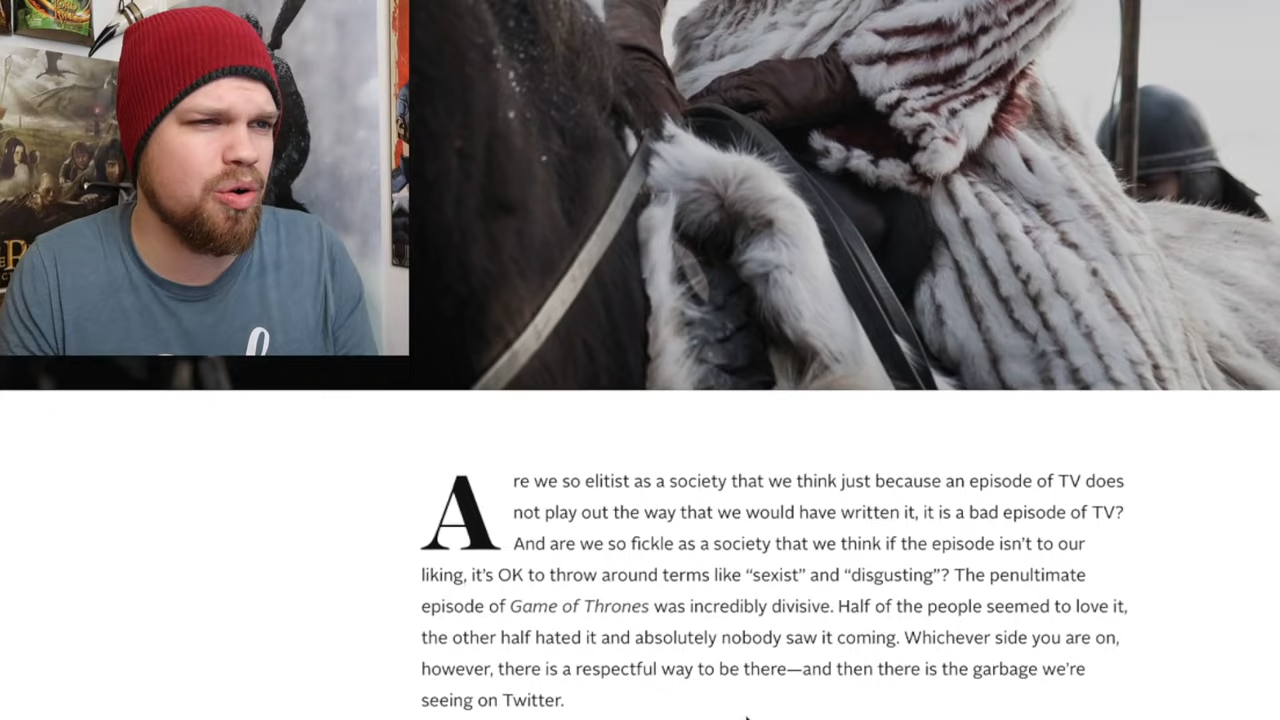 Are we so elitist as a society that we think just because an episode of TV does
not play out the way that we would have written it, it is a bad episode of TV?
And are we so fickle as a society that we think if the episode isn't to our
liking, it's OK to throw around terms like “sexist” and “disgusting”? The penultimate
episode of Game of Thrones was incredibly divisive. Half of the people seemed to love it,
the other half hated it and absolutely nobody saw it coming. Whichever side you are on,
however, there is a respectful way to be there—and then there is the garbage we're
seeing on Twitter.